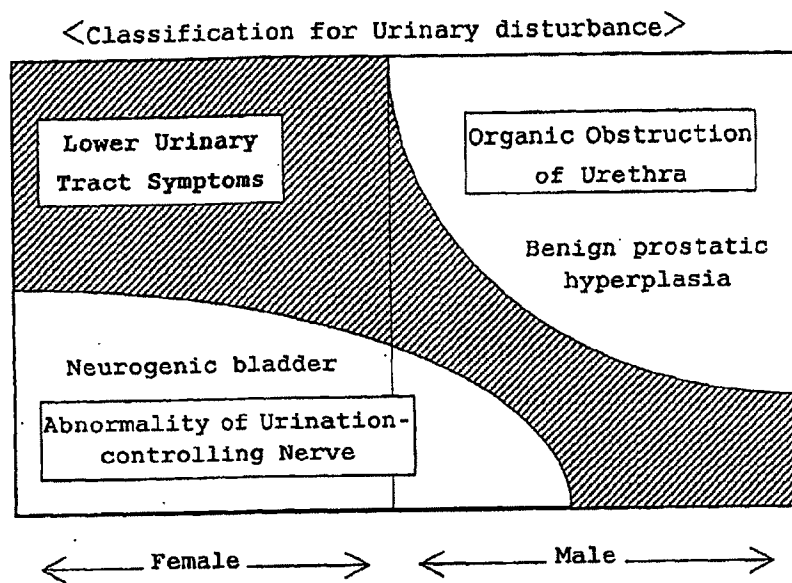 <Classification for Urinary disturbance>
Lower Urinary
Tract Symptoms
Organic Obstruction
of Urethra
Benign prostatic
hyperplasia
Neurogenic bladder
Abnormality of Urination-
controlling Nerve
Female
Male